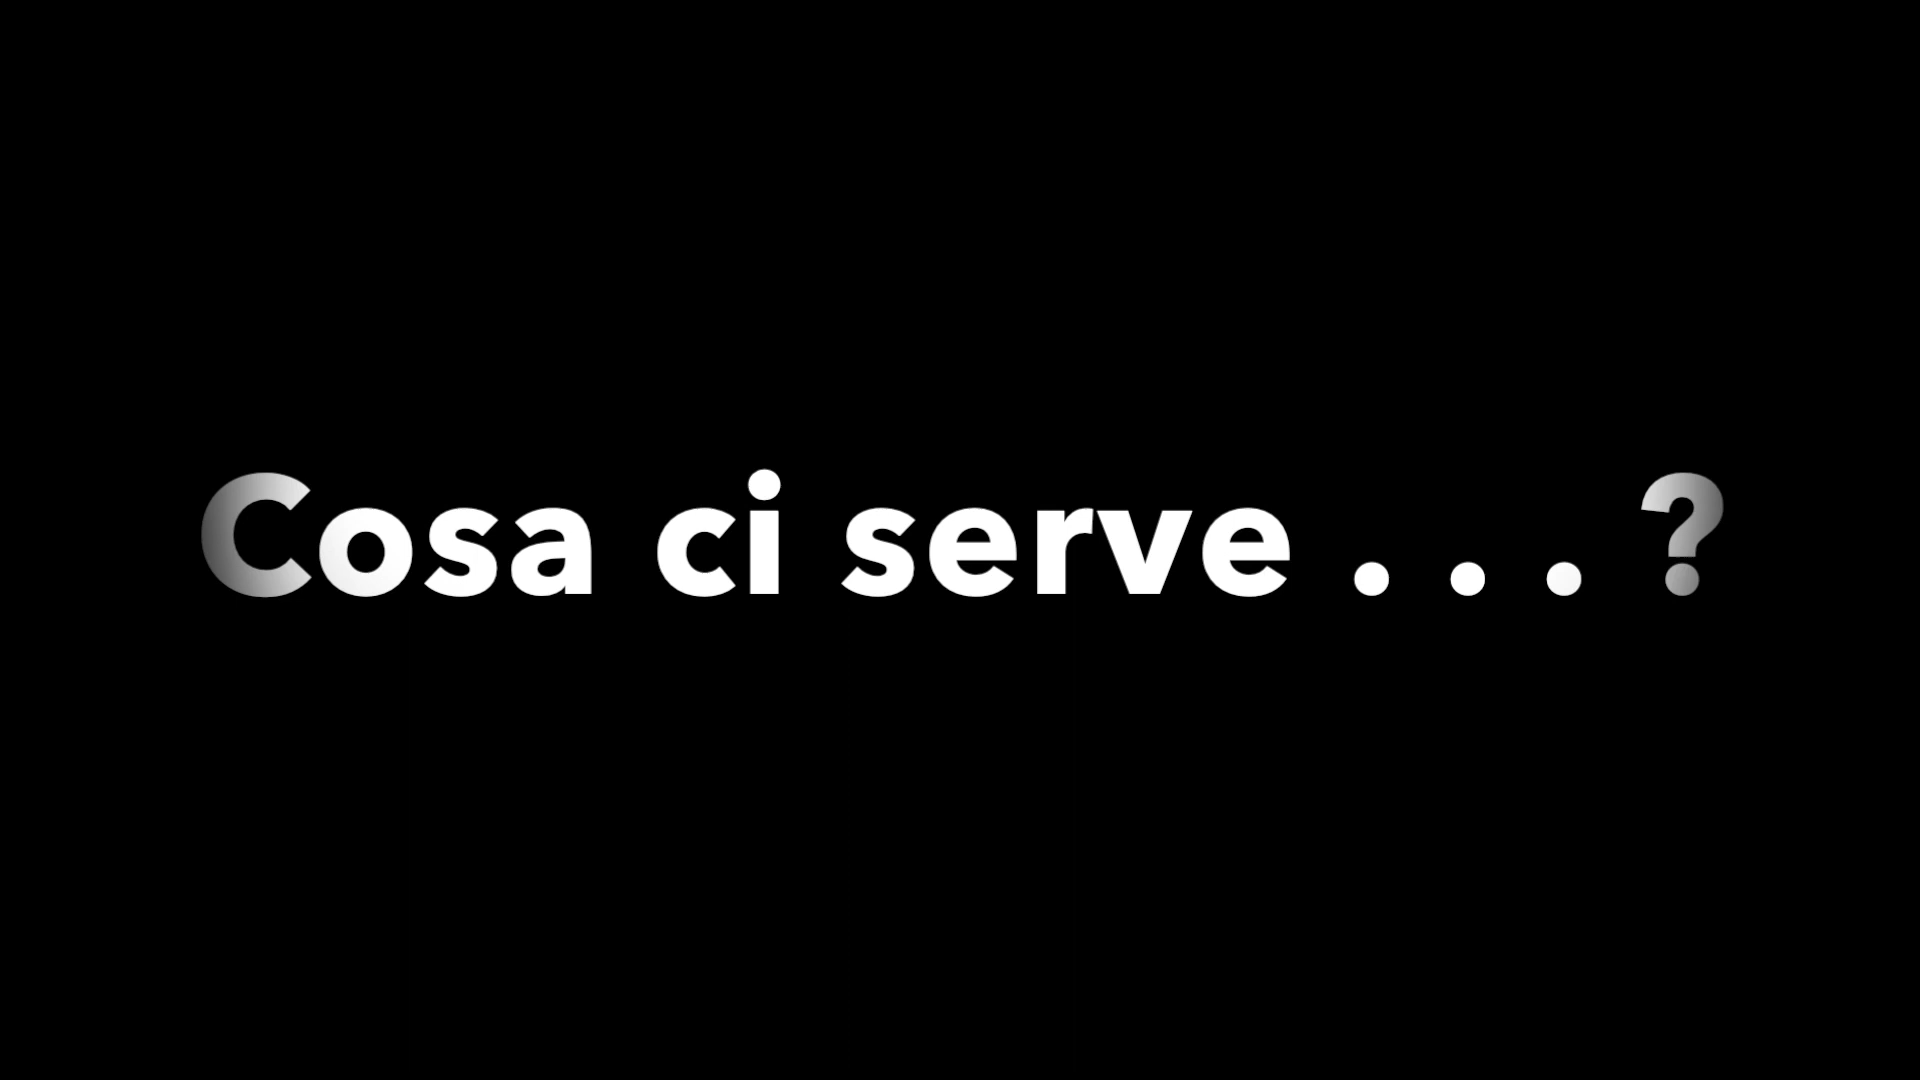 Cosa ci serve . . . ?